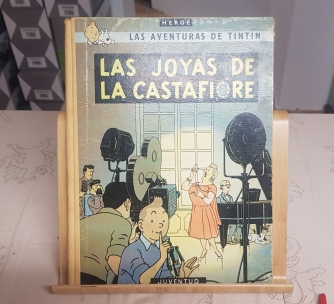 HERGÉ
LAS AVENTURAS DE TINTIN
LAS JOYAS DE
LA CASTAFIORE
JUVENTUD